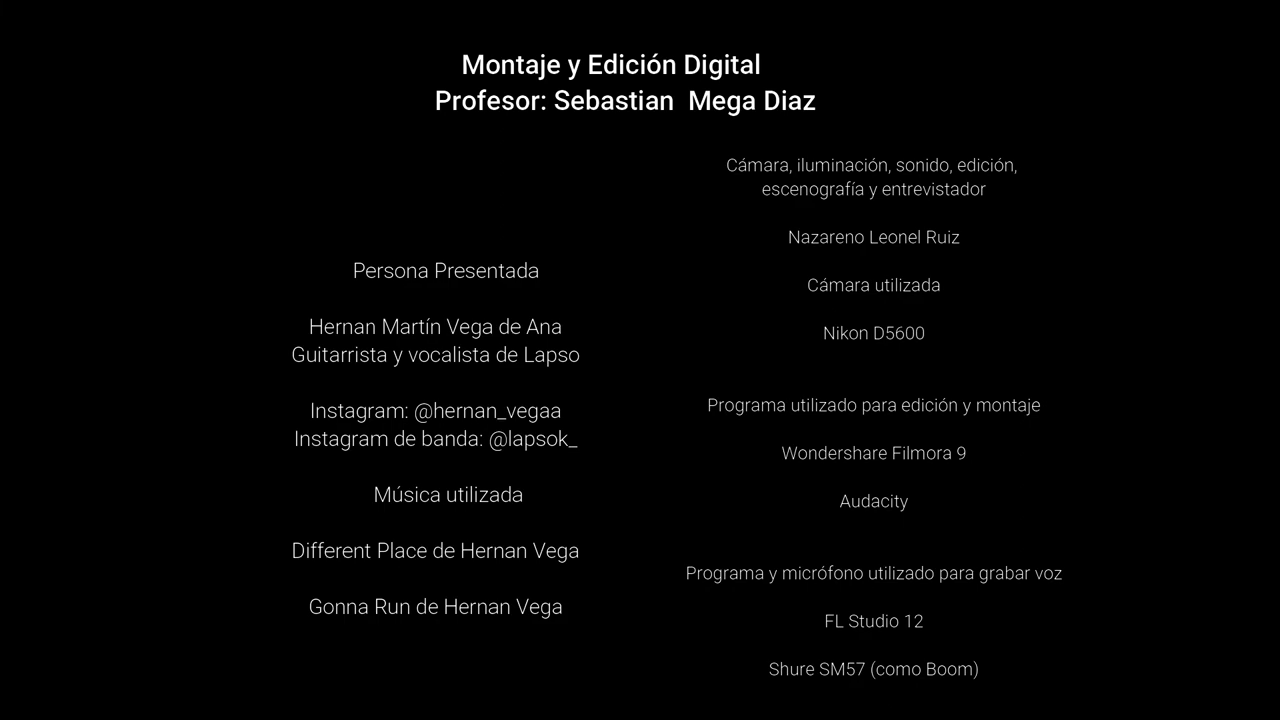 Montaje y Edición Digital
Profesor: Sebastian  Mega Diaz
Persona Presentada
Hernan Martín Vega de Ana
Guitarrista y vocalista de Lapso
Instagram: @hernan_vegaa
Instagram de banda: @lapsok_
Música utilizada
Different Place de Hernan Vega
Gonna Run de Hernan Vega
Cámara, iluminación, sonido, edición,
escenografía y entrevistador
Nazareno Leonel Ruiz
Cámara utilizada
Nikon D5600
Programa utilizado para edición y montaje
Wondershare Filmora 9
Audacity
Programa y micrófono utilizado para grabar voz
FL Studio 12
Shure SM57 (como Boom)